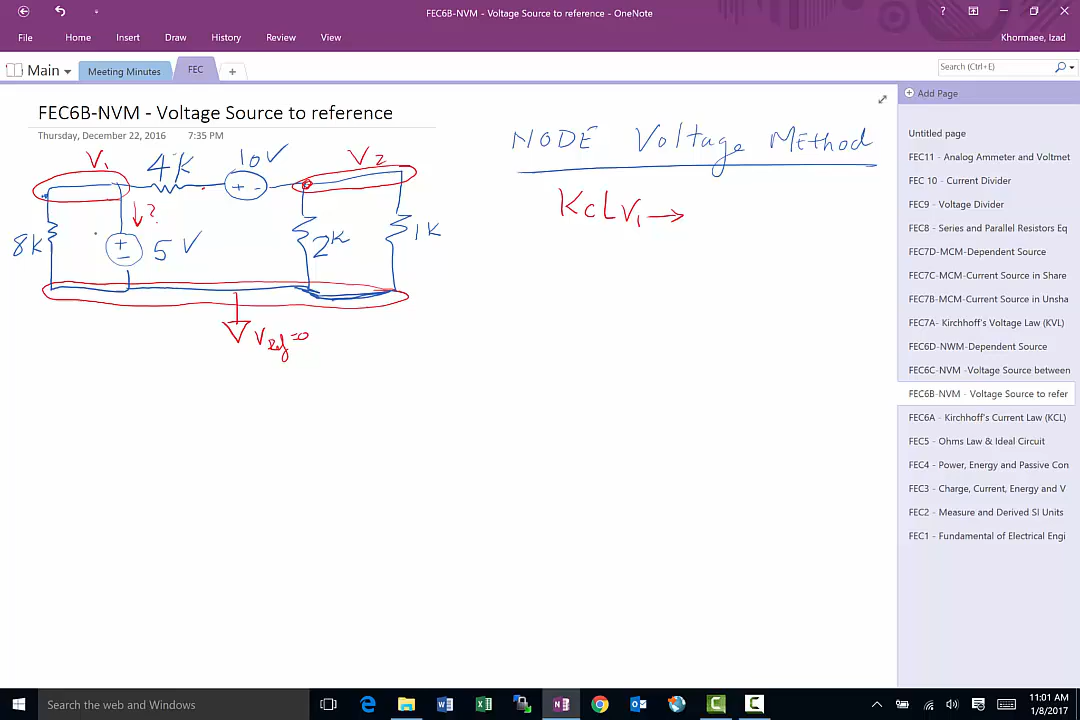 FEC6B-NVM - Voltage Source to reference - OneNote
?
File Home Insert Draw History Review View
Khormaee, Izad
Main
Meeting Minutes
FEC
+
Search (Ctrl+E)
Add Page
FEC6B-NVM - Voltage Source to reference
Thursday, December 22, 2016 7:35 PM
NODE Voltage Method
KCL V1 →
V1
4K
10V
V2
+ -
?
8K
+
-
5 V
2K
1K
VRef=0
Untitled page
FEC11 - Analog Ammeter and Voltmet
FEC 10 - Current Divider
FEC9 - Voltage Divider
FEC8 - Series and Parallel Resistors Eq
FEC7D-MCM-Dependent Source
FEC7C-MCM-Current Source in Share
FEC7B-MCM-Current Source in Unsha
FEC7A- Kirchhoff's Voltage Law (KVL)
FEC6D-NWM-Dependent Source
FEC6C-NVM -Voltage Source between
FEC6B-NVM - Voltage Source to refer
FEC6A - Kirchhoff's Current Law (KCL)
FEC5 - Ohms Law & Ideal Circuit
FEC4 - Power, Energy and Passive Con
FEC3 - Charge, Current, Energy and V
FEC2 - Measure and Derived SI Units
FEC1 - Fundamental of Electrical Engi
Search the web and Windows
11:01 AM
1/8/2017